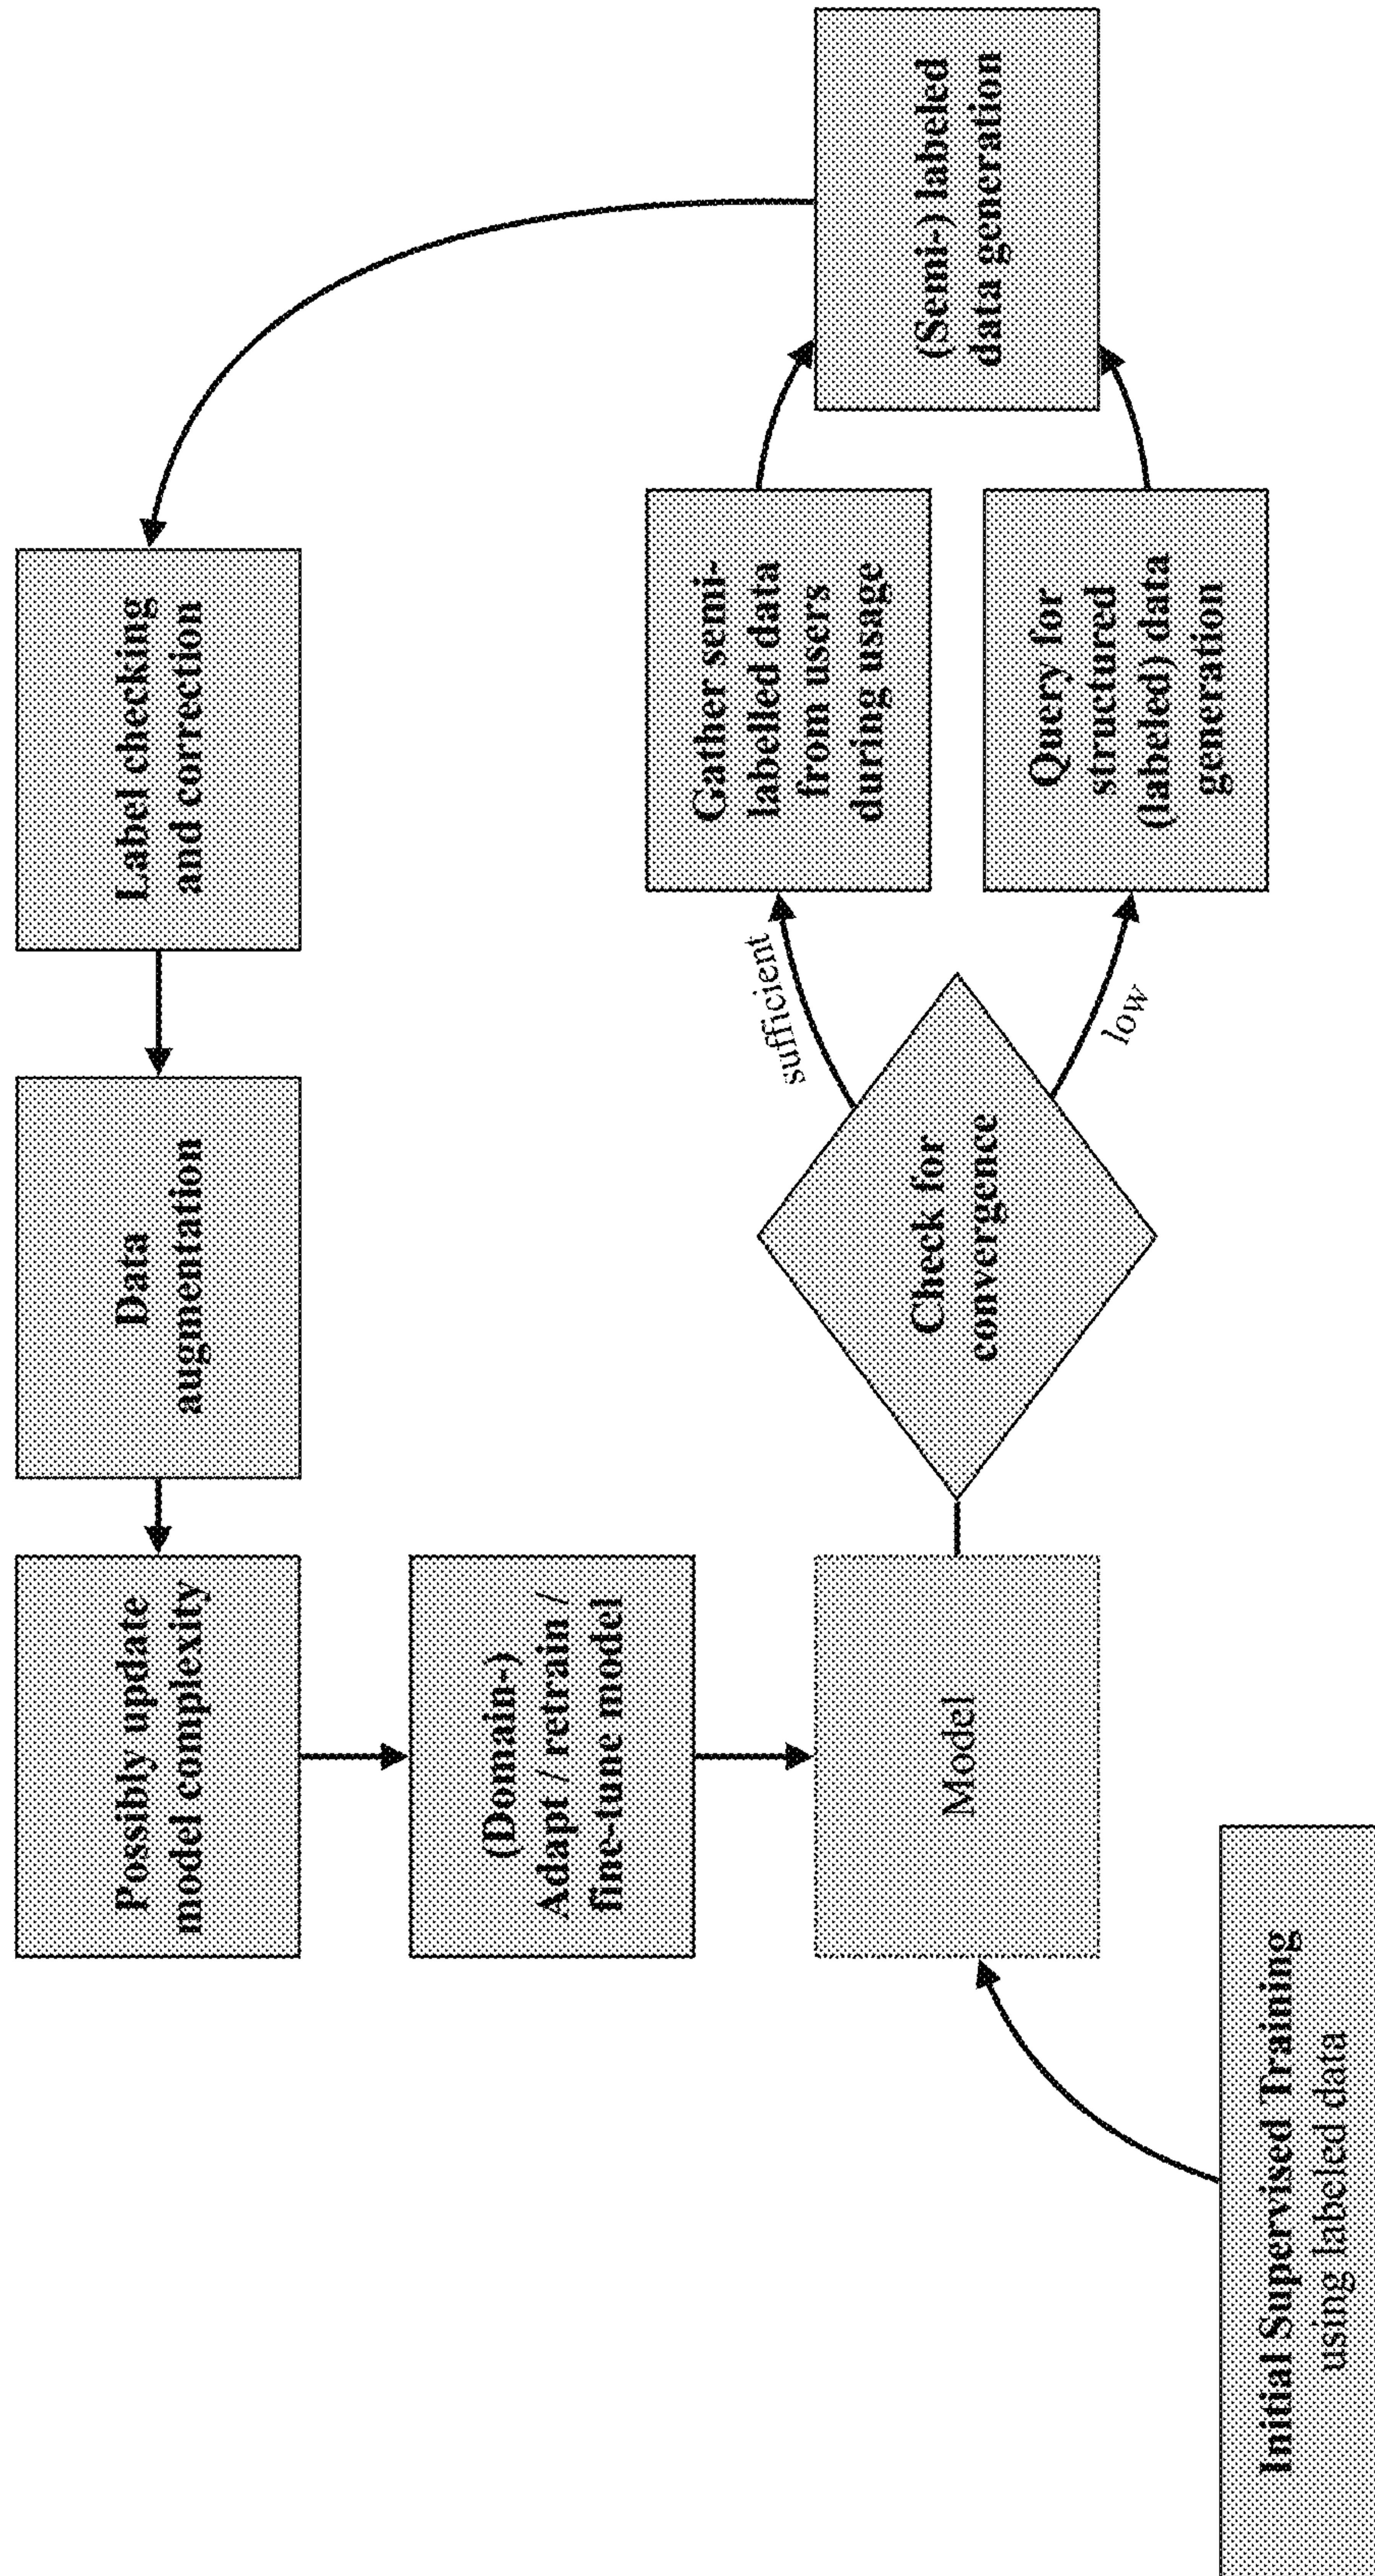 Possibly update
model complexity
Data
augmentation
Label checking
and correction
(Domain-)
Adapt / retrain /
fine-tune model
Model
Check for
convergence
sufficient
low
Gather semi-
labelled data
from users
during usage
Query for
structured
(labeled) data
generation
(Semi-) labeled
data generation
Initial Supervised Training
using labeled data